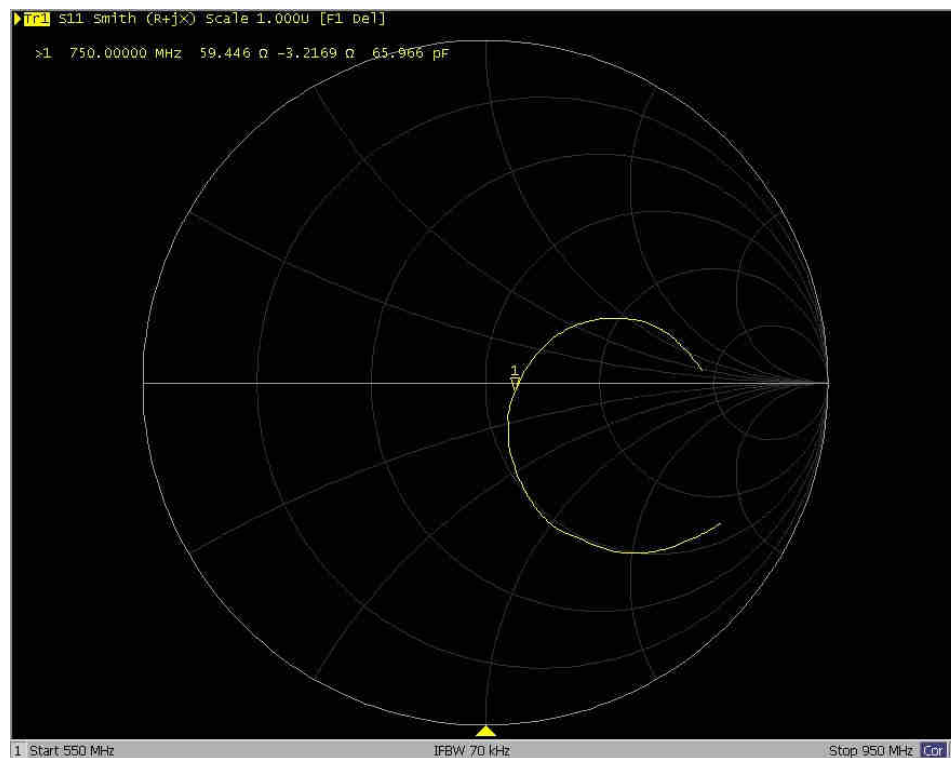 Tr1 S11 Smith (R+jX) Scale 1.000U [F1 Del]
>1 750.00000 MHz 59.446 Ω -3.2169 Ω 65.966 pF
1
1 Start 550 MHz IFBW 70 kHz Stop 950 MHz Cor